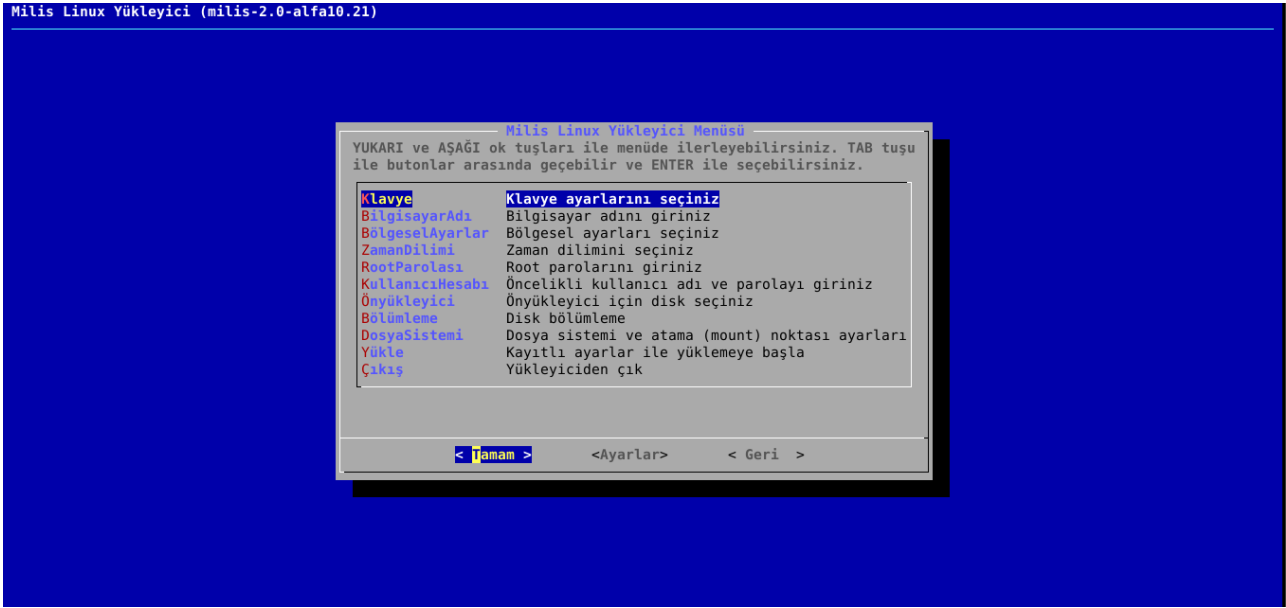 Milis Linux Yükleyici (milis-2.0-alfa10.21)
Milis Linux Yükleyici Menüsü
YUKARI ve AŞAĞI ok tuşları ile menüde ilerleyebilirsiniz. TAB tuşu
ile butonlar arasında geçebilir ve ENTER ile seçebilirsiniz.
Klavye Klavye ayarlarını seçiniz
BilgisayarAdı Bilgisayar adını giriniz
BölgeselAyarlar Bölgesel ayarları seçiniz
ZamanDilimi Zaman dilimini seçiniz
RootParolası Root parolarını giriniz
KullanıcıHesabı Öncelikli kullanıcı adı ve parolayı giriniz
Önyükleyici Önyükleyici için disk seçiniz
Bölümleme Disk bölümleme
DosyaSistemi Dosya sistemi ve atama (mount) noktası ayarları
Yükle Kayıtlı ayarlar ile yüklemeye başla
Çıkış Yükleyiciden çık
< Tamam > <Ayarlar> < Geri >